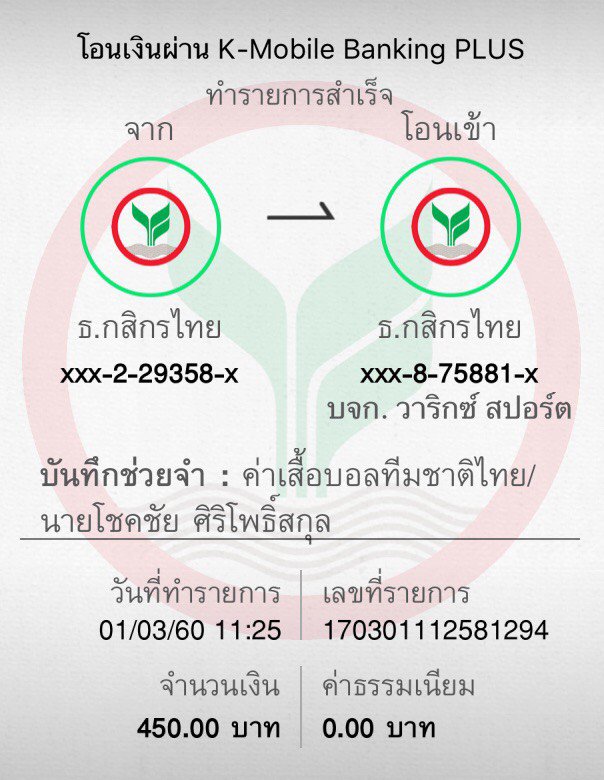 โอนเงินผ่าน K-Mobile Banking PLUS
ทำรายการสำเร็จ
จาก
โอนเข้า
ธ.กสิกรไทย
ธ.กสิกรไทย
xxx-2-29358-x
xxx-8-75881-x
บจก. วาริกซ์ สปอร์ต
บันทึกช่วยจำ : ค่าเสื้อบอลทีมชาติไทย/
นายโชคชัย ศิริโพธิ์สกุล
วันที่ทำรายการ
เลขที่รายการ
01/03/60 11:25
170301112581294
จำนวนเงิน
ค่าธรรมเนียม
450.00 บาท
0.00 บาท